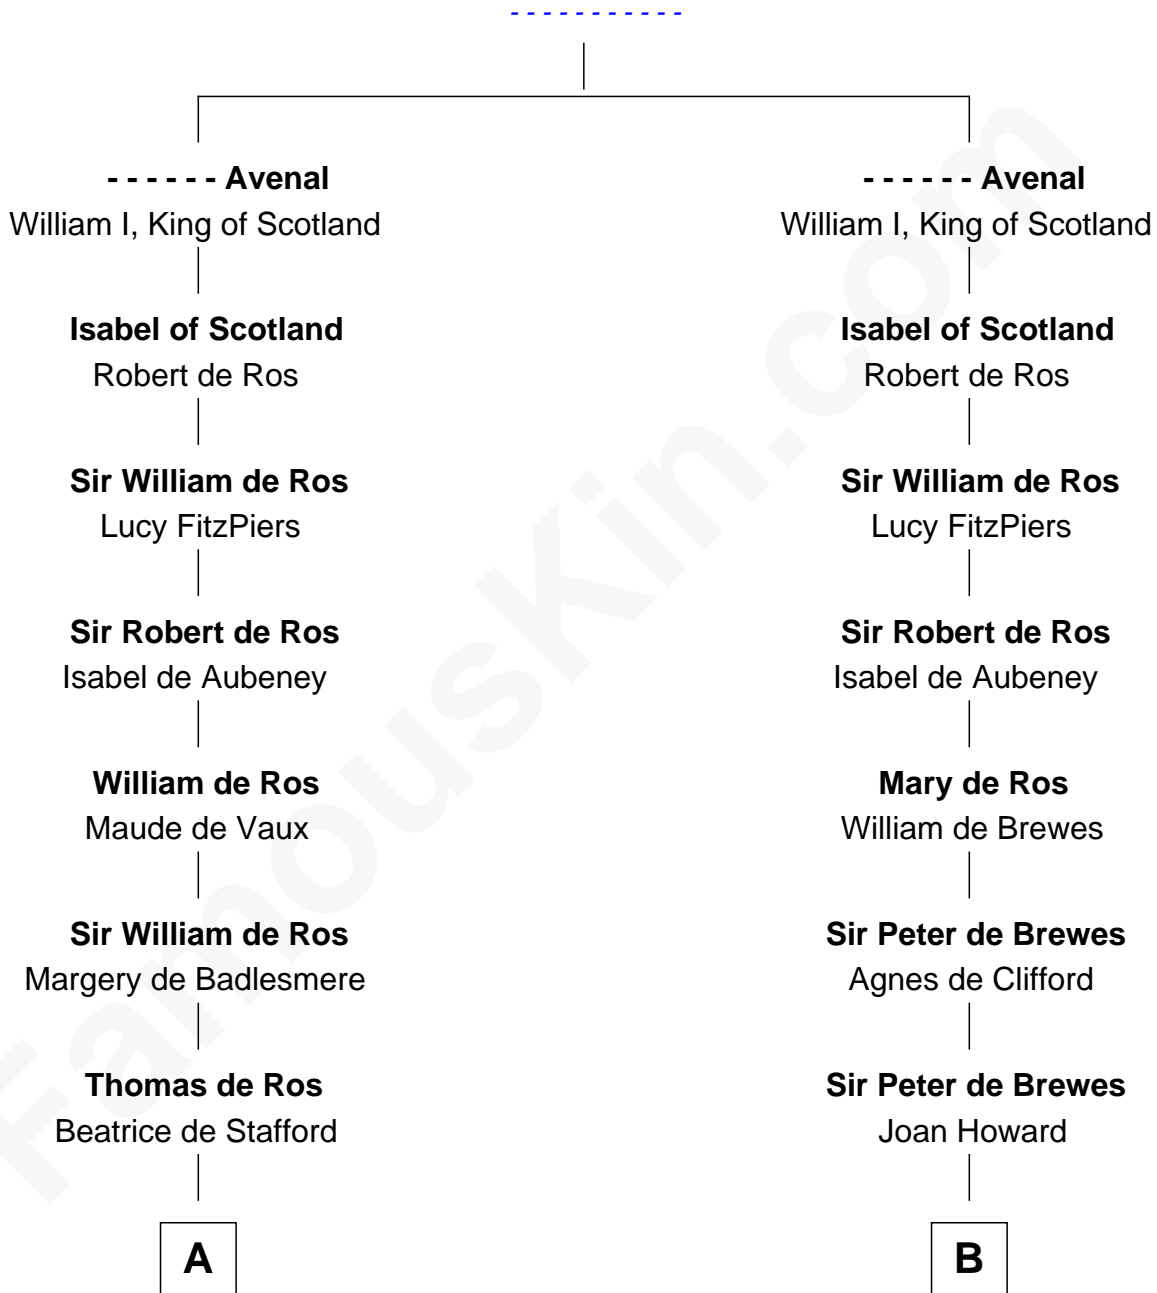 - - - - - - - - - - -
- - - - - - Avenal
William I, King of Scotland
Isabel of Scotland
Robert de Ros
Sir William de Ros
Lucy FitzPiers
Sir Robert de Ros
Isabel de Aubeney
William de Ros
Maude de Vaux
Sir William de Ros
Margery de Badlesmere
Thomas de Ros
Beatrice de Stafford
A
- - - - - - Avenal
William I, King of Scotland
Isabel of Scotland
Robert de Ros
Sir William de Ros
Lucy FitzPiers
Sir Robert de Ros
Isabel de Aubeney
Mary de Ros
William de Brewes
Sir Peter de Brewes
Agnes de Clifford
Sir Peter de Brewes
Joan Howard
B
FamousKin.com